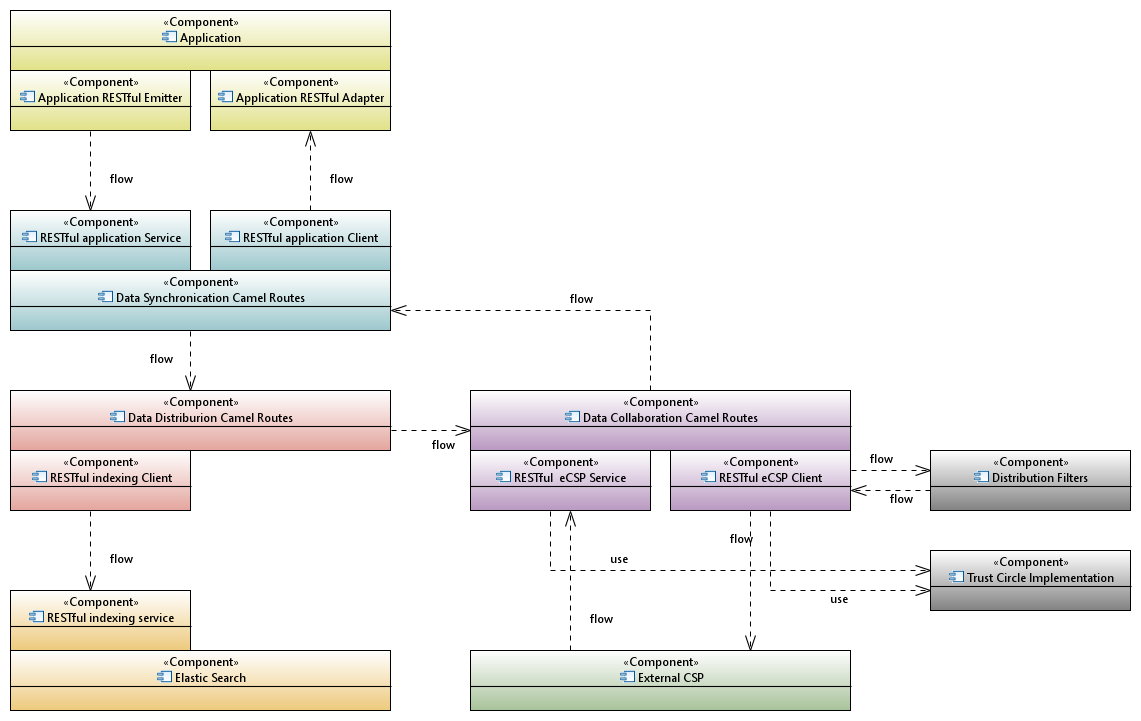 «Component»
Application
«Component»
Application RESTful Emitter
«Component»
Application RESTful Adapter
flow
flow
«Component»
RESTful application Service
«Component»
RESTful application Client
«Component»
Data Synchronication Camel Routes
flow
flow
«Component»
Data Distriburion Camel Routes
flow
«Component»
Data Collaboration Camel Routes
«Component»
RESTful indexing Client
«Component»
RESTful eCSP Service
«Component»
RESTful eCSP Client
flow
flow
«Component»
Distribution Filters
flow
flow
use
use
flow
«Component»
Trust Circle Implementation
«Component»
RESTful indexing service
«Component»
Elastic Search
«Component»
External CSP